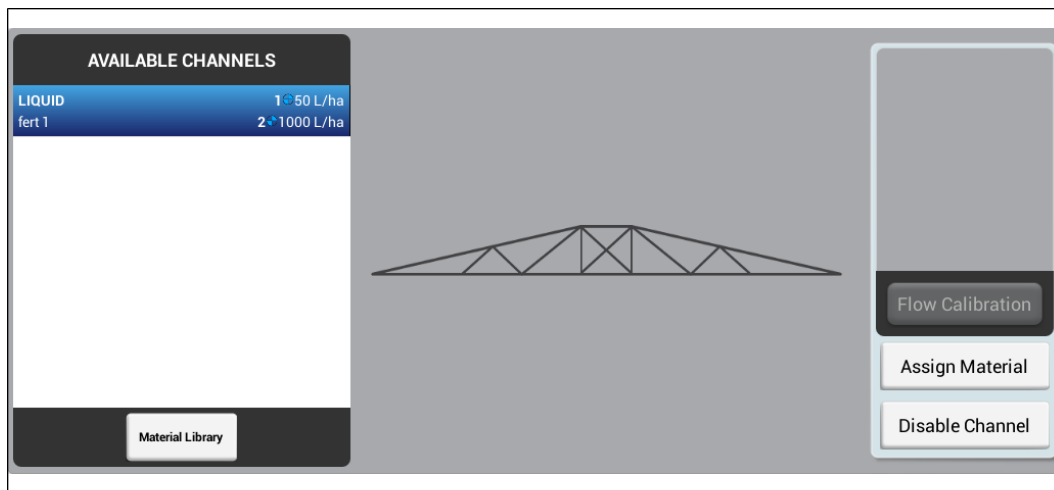 AVAILABLE CHANNELS
LIQUID 1 50 L/ha
fert 1 2 1000 L/ha
Material Library
Flow Calibration
Assign Material
Disable Channel